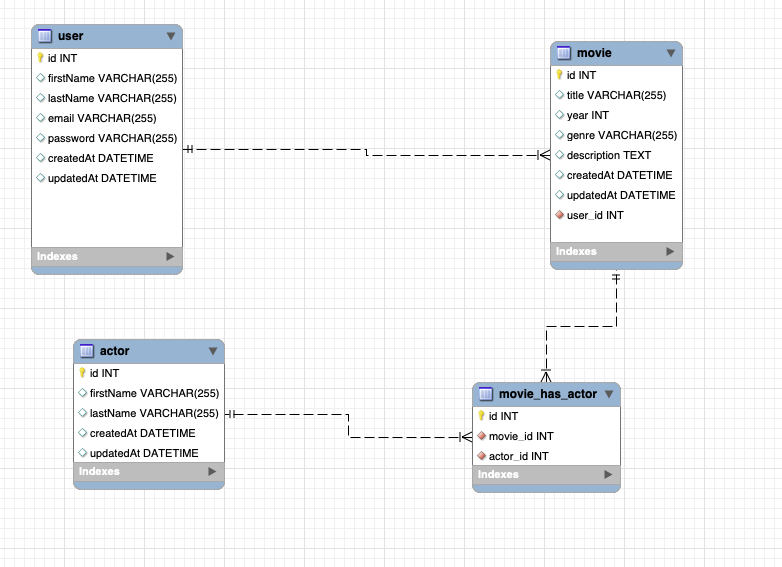 user
id INT
firstName VARCHAR(255)
lastName VARCHAR(255)
email VARCHAR(255)
password VARCHAR(255)
createdAt DATETIME
updatedAt DATETIME
Indexes
movie
id INT
title VARCHAR(255)
year INT
genre VARCHAR(255)
description TEXT
createdAt DATETIME
updatedAt DATETIME
user_id INT
Indexes
actor
id INT
firstName VARCHAR(255)
lastName VARCHAR(255)
createdAt DATETIME
updatedAt DATETIME
Indexes
movie_has_actor
id INT
movie_id INT
actor_id INT
Indexes